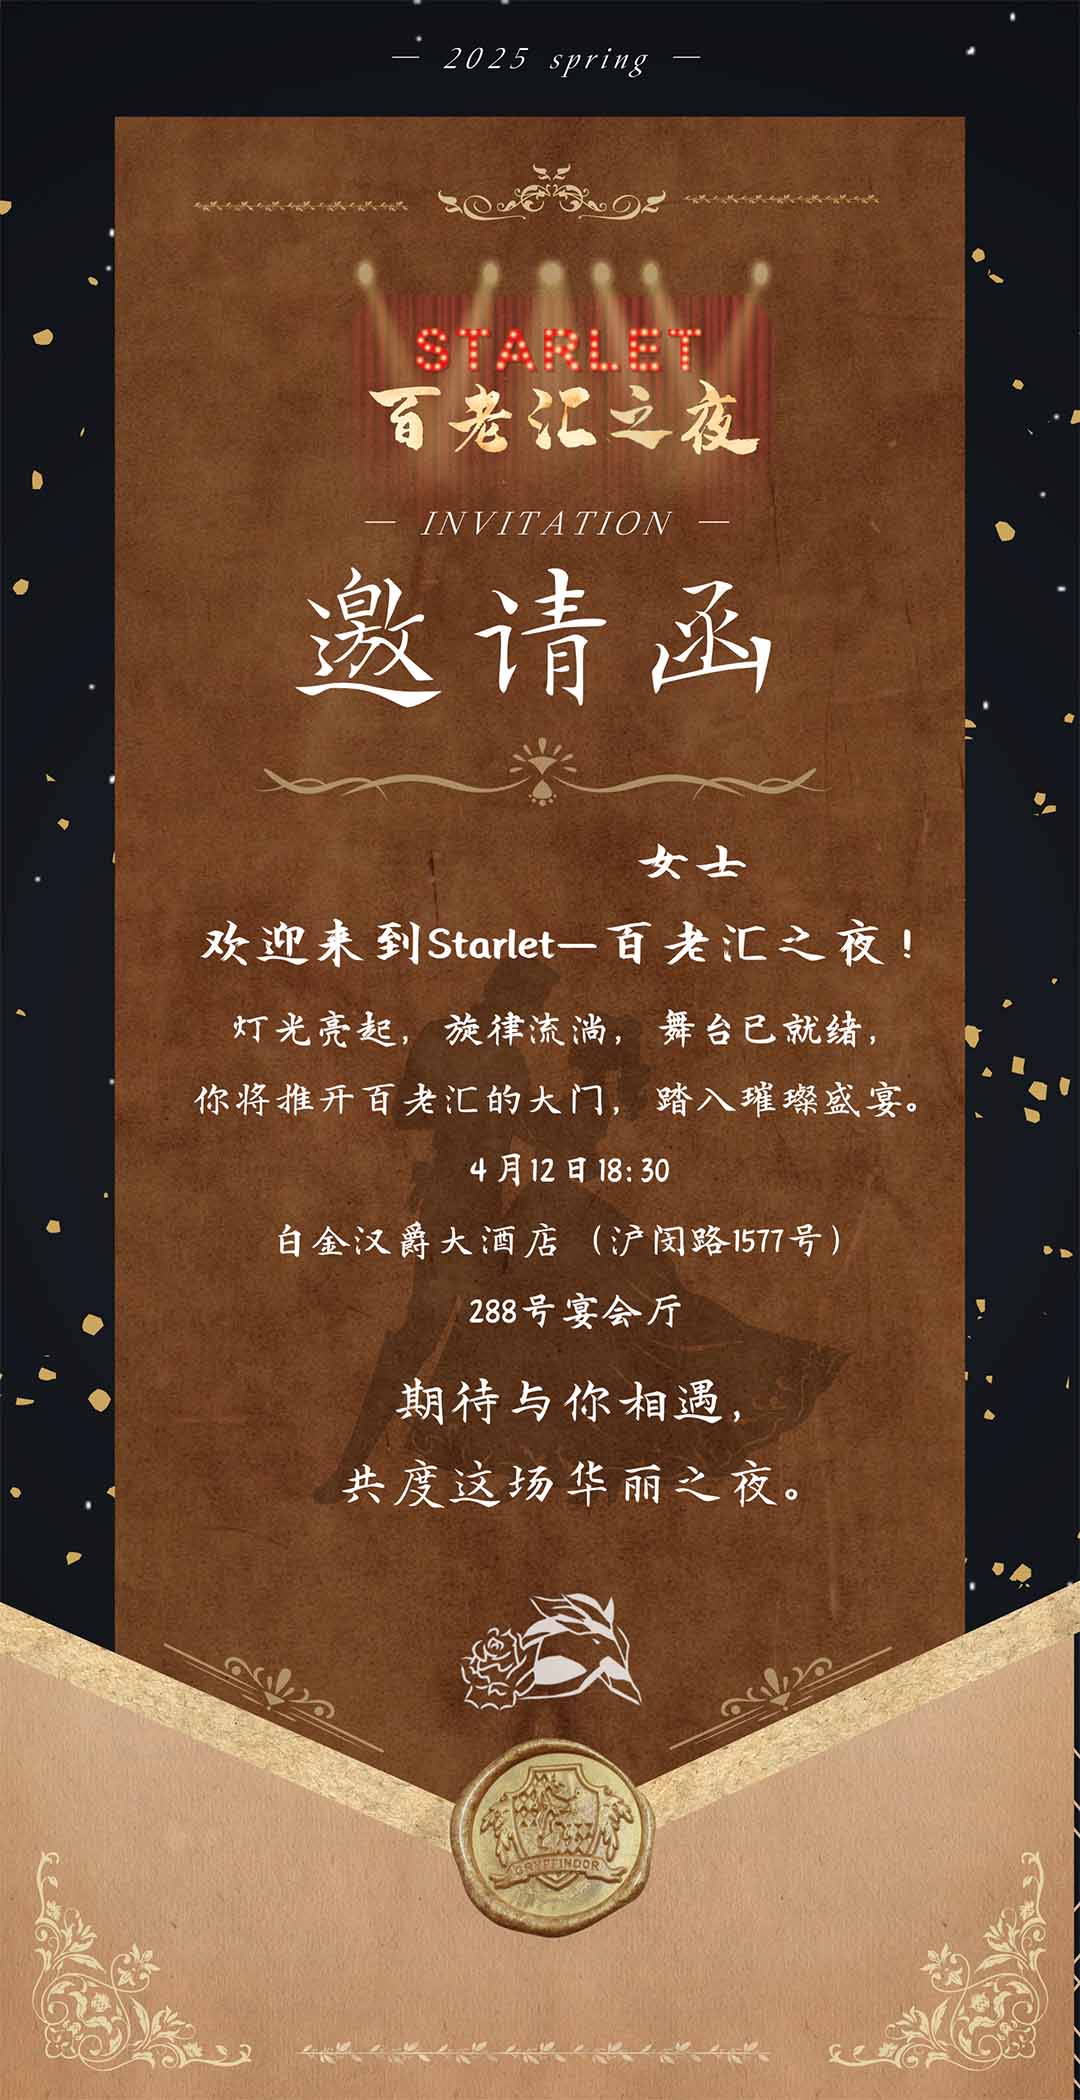 — 2025 spring —
STARLET
百老汇之夜
— INVITATION —
邀请函
女士
欢迎来到Starlet—百老汇之夜！
灯光亮起，旋律流淌，舞台已就绪，
你将推开百老汇的大门，踏入璀璨盛宴。
4月12日18:30
白金汉爵大酒店（沪闵路1577号）
288号宴会厅
期待与你相遇，
共度这场华丽之夜。
GRYFFINDOR